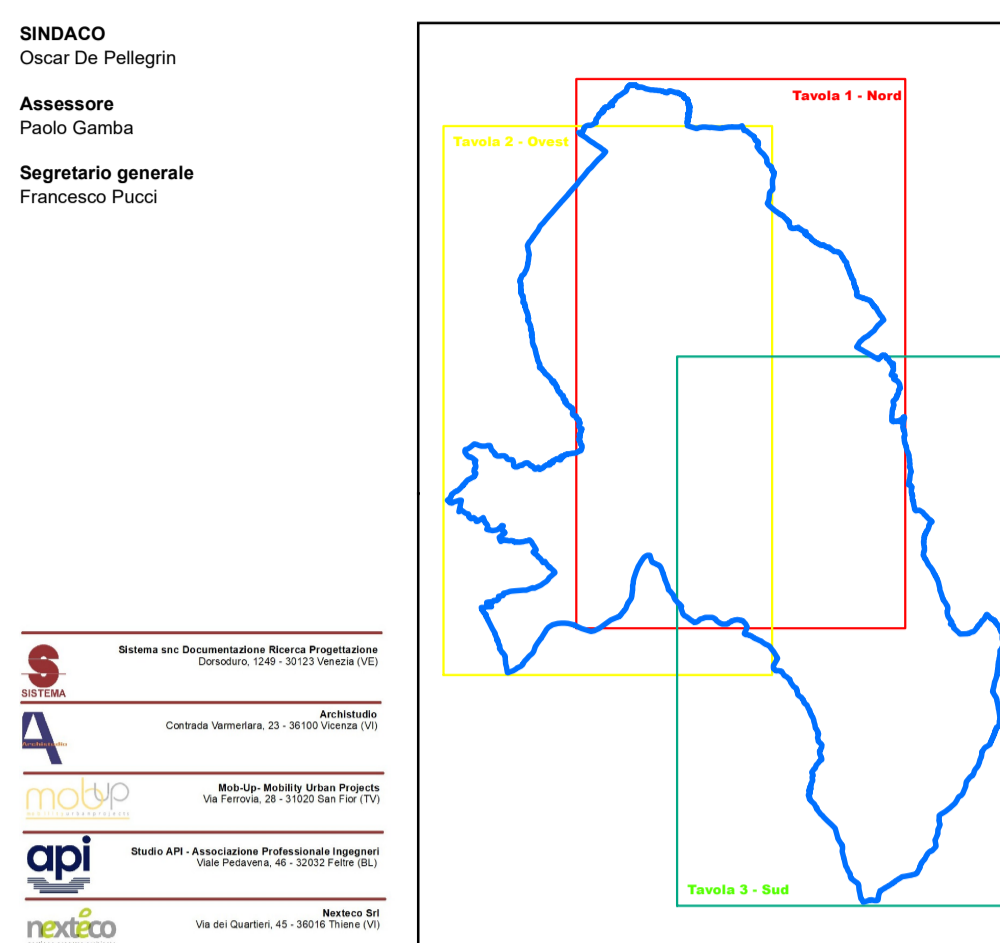 SINDACO
Oscar De Pellegrin
Assessore
Paolo Gamba
Segretario generale
Francesco Pucci
Tavola 1 - Nord
Tavola 2 - Ovest
Tavola 3 - Sud
SISTEMA
Sistema snc Documentazione Ricerca Progettazione
Dorsoduro, 1249 - 30123 Venezia (VE)
Archistudio
Archistudio
Contrada Varmerlara, 23 - 36100 Vicenza (VI)
mobup
Mob-Up- Mobility Urban Projects
Via Ferrovia, 28 - 31020 San Fior (TV)
api
Studio API - Associazione Professionale Ingegneri
Viale Pedavena, 46 - 32032 Feltre (BL)
nexteco
Nexteco Srl
Via dei Quartieri, 45 - 36016 Thiene (VI)